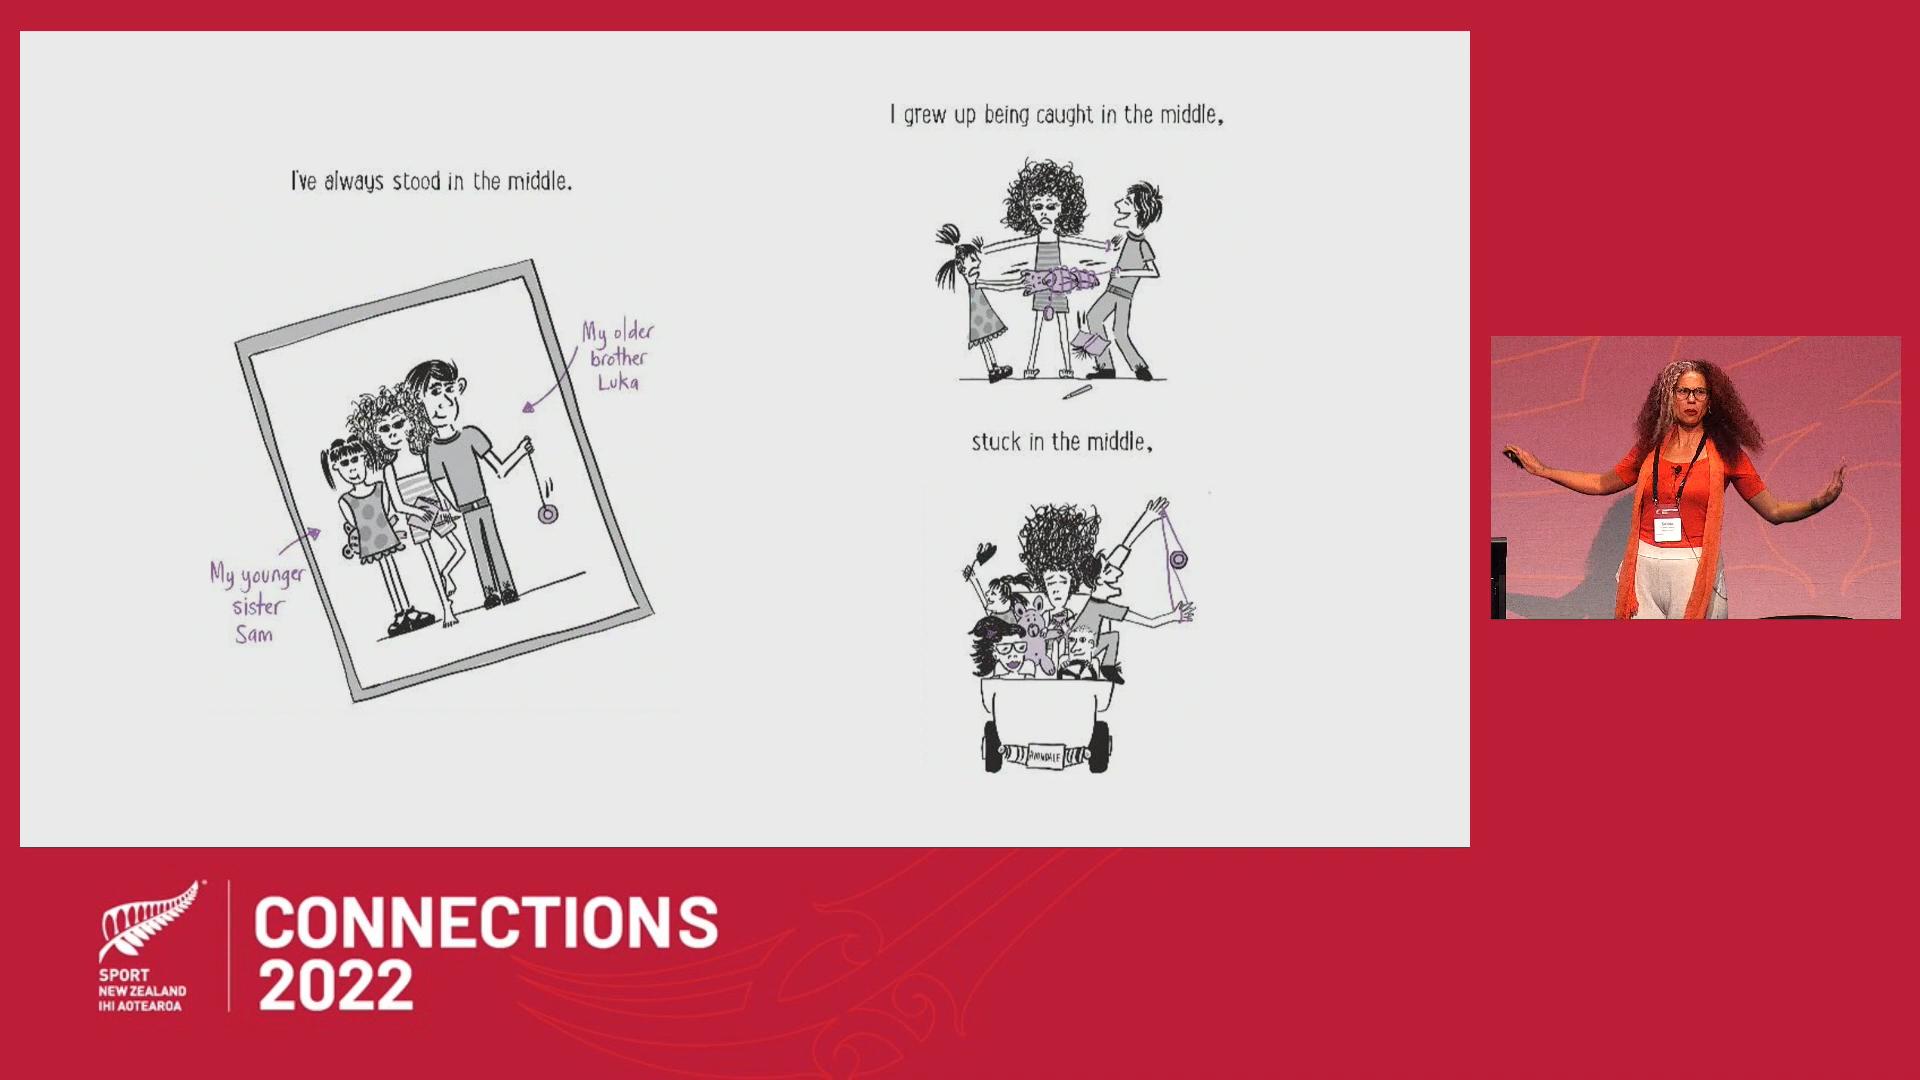 I've always stood in the middle.
My older
brother
Luka
My younger
sister
Sam
I grew up being caught in the middle,
stuck in the middle,
AVONDALE
SPORT
NEW ZEALAND
IHI AOTEAROA
CONNECTIONS
2022